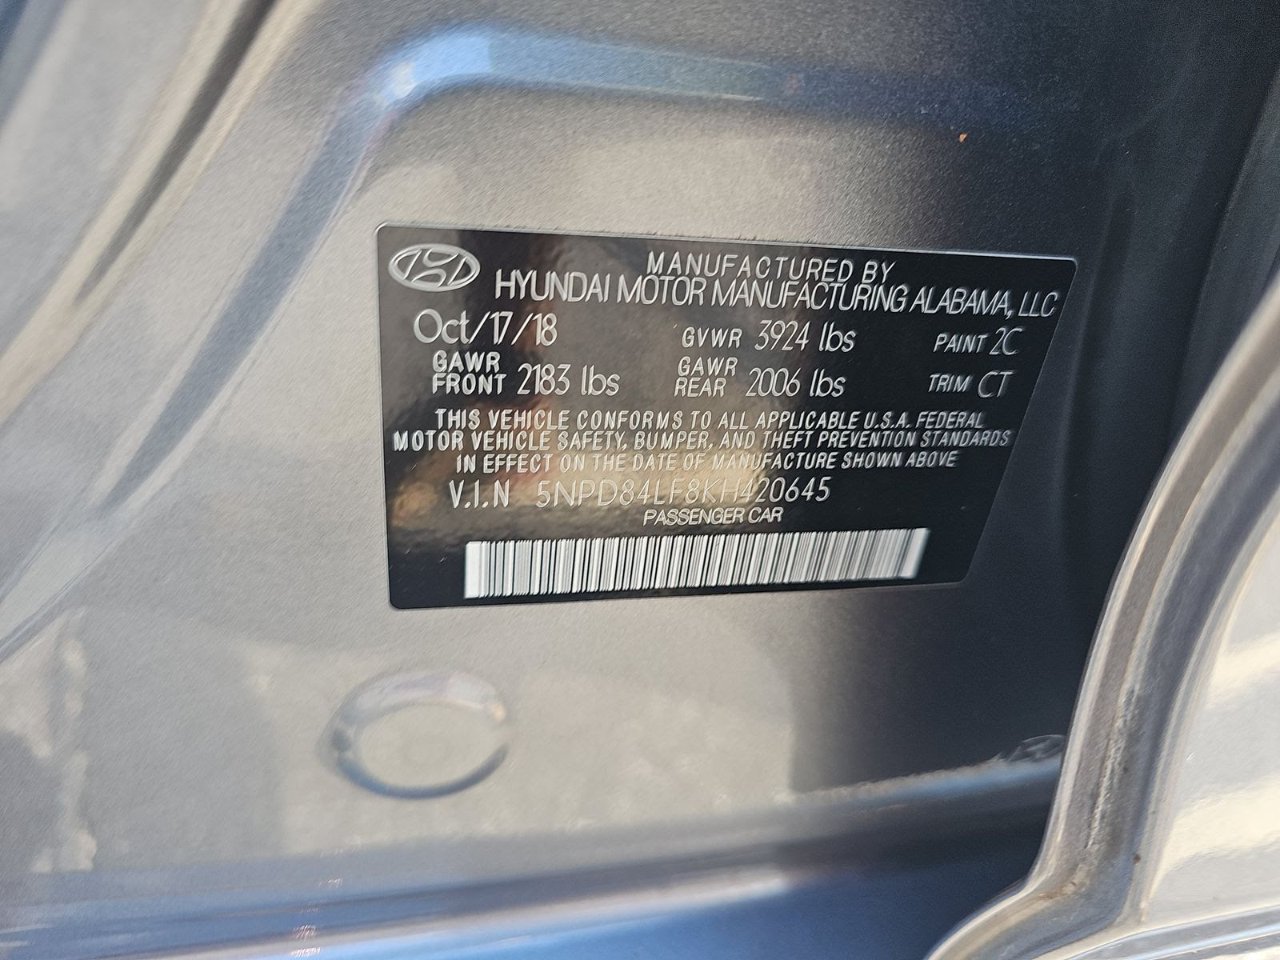 MANUFACTURED BY
HYUNDAI MOTOR MANUFACTURING ALABAMA, LLC
Oct/17/18 GVWR 3924 lbs PAINT 2C
GAWR FRONT 2183 lbs GAWR REAR 2006 lbs TRIM CT
THIS VEHICLE CONFORMS TO ALL APPLICABLE U.S.A. FEDERAL
MOTOR VEHICLE SAFETY, BUMPER, AND THEFT PREVENTION STANDARDS
IN EFFECT ON THE DATE OF MANUFACTURE SHOWN ABOVE
V.I.N 5NPD84LF8KH420645
PASSENGER CAR